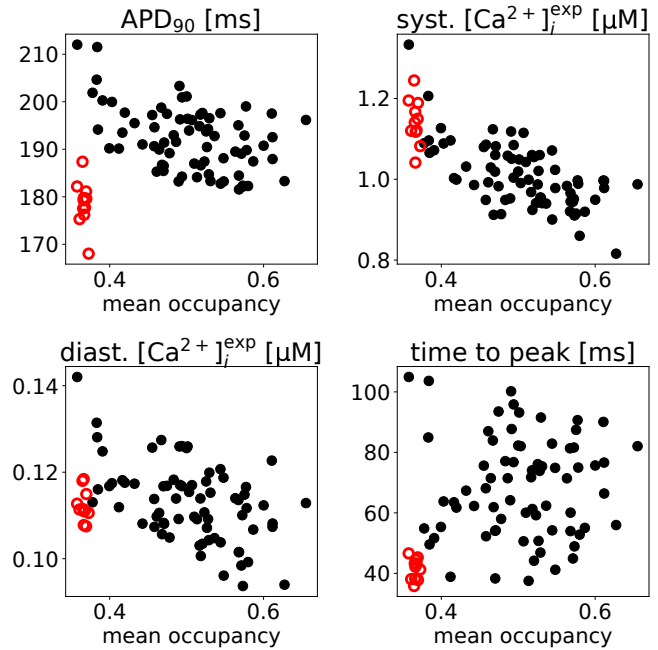 APD₉₀ [ms]
210
200
190
180
170
0.4 0.6
mean occupancy
syst. [Ca²⁺]ᵢᵉˣᵖ [µM]
1.2
1.0
0.8
0.4 0.6
mean occupancy
diast. [Ca²⁺]ᵢᵉˣᵖ [µM]
0.14
0.12
0.10
0.4 0.6
mean occupancy
time to peak [ms]
100
80
60
40
0.4 0.6
mean occupancy